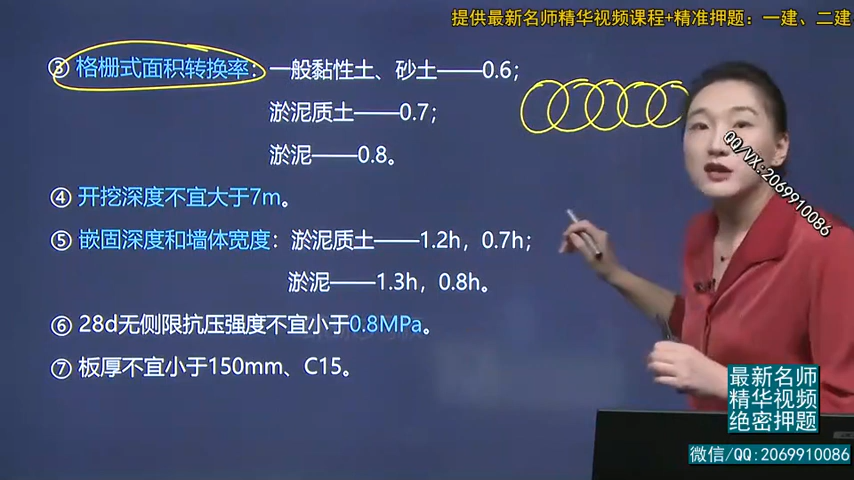 提供最新名师精华视频课程+精准押题：一建、二建
③ 格栅式面积转换率：一般黏性土、砂土——0.6；
淤泥质土——0.7；
淤泥——0.8。
④ 开挖深度不宜大于7m。
⑤ 嵌固深度和墙体宽度：淤泥质土——1.2h，0.7h；
淤泥——1.3h，0.8h。
⑥ 28d无侧限抗压强度不宜小于0.8MPa。
⑦ 板厚不宜小于150mm、C15。
QQ/VX:2069910086
最新名师
精华视频
绝密押题
微信/QQ:2069910086